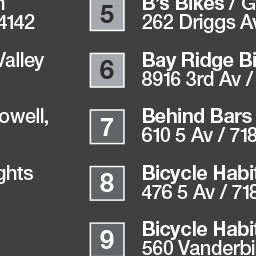 5
B's Bikes / G
4142
262 Driggs Av
Valley
6
Bay Ridge Bi
8916 3rd Av /
owell,
7
Behind Bars
610 5 Av / 718
ghts
8
Bicycle Habit
476 5 Av / 718
9
Bicycle Habit
560 Vanderbi